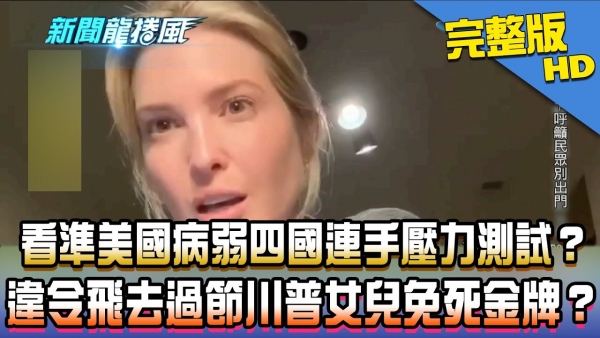 新聞龍捲風
完整版
HD
呼籲民眾別出門
看準美國病弱四國連手壓力測試？
違令飛去過節川普女兒免死金牌？